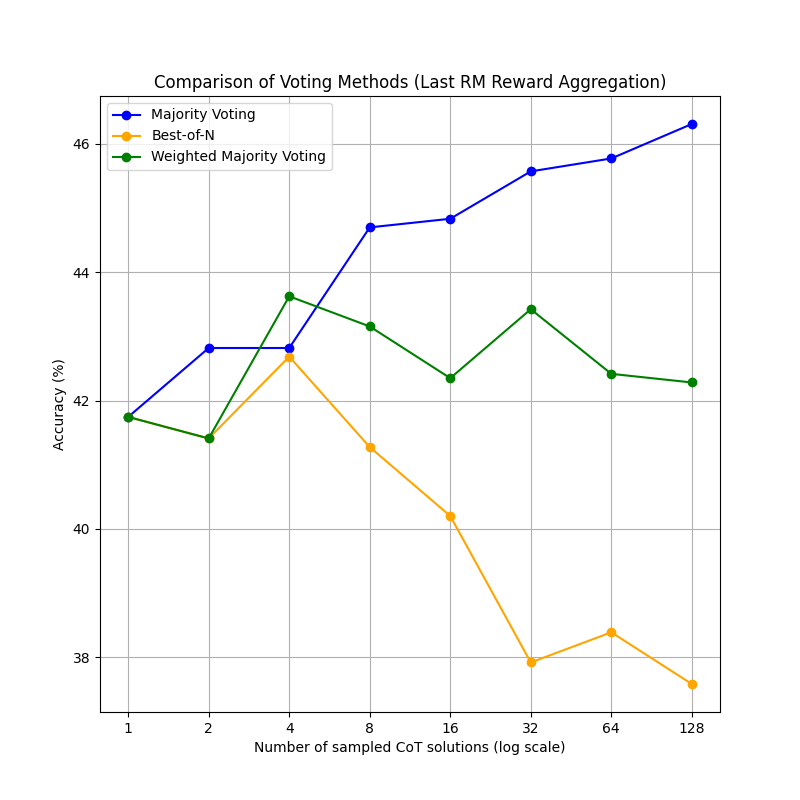 Comparison of Voting Methods (Last RM Reward Aggregation)
Majority Voting
Best-of-N
Weighted Majority Voting
46
44
42
40
38
Accuracy (%)
1 2 4 8 16 32 64 128
Number of sampled CoT solutions (log scale)